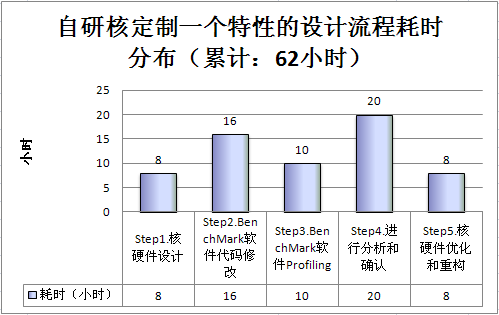 自研核定制一个特性的设计流程耗时
分布（累计：62小时）
小时
25
20
15
10
5
0
8
16
10
20
8
Step1.核
硬件设计
Step2.Ben
chMark软
件代码修
改
Step3.Ben
chMark软
件Profiling
Step4.进
行分析和
确认
Step5.核
硬件优化
和重构
耗时（小时） 8 16 10 20 8